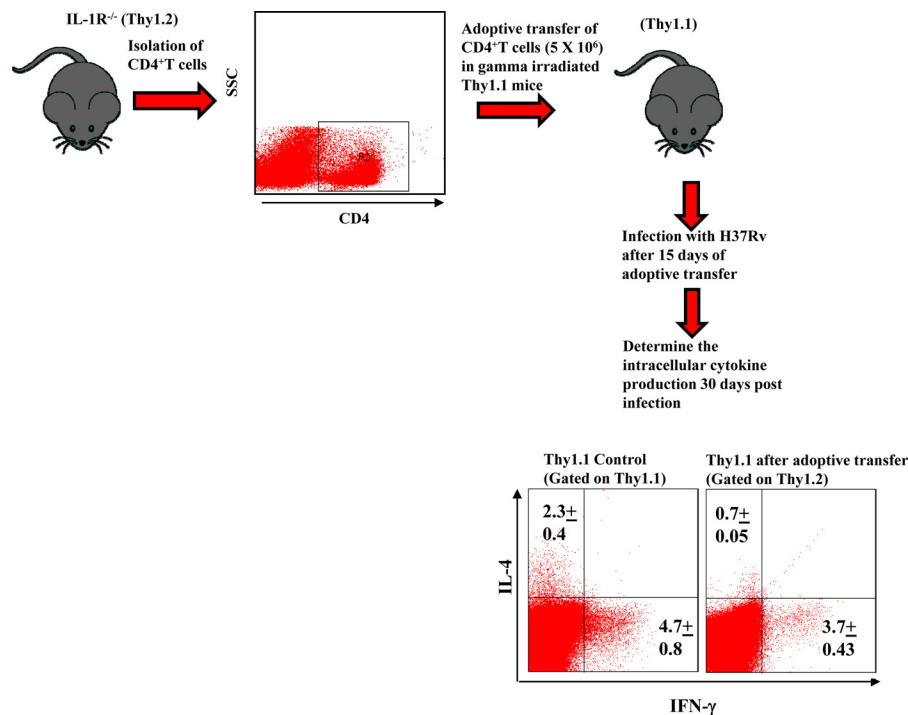 IL-1R-/- (Thy1.2)
Isolation of
CD4+T cells
SSC
CD4
Adoptive transfer of
CD4+T cells (5 X 10⁶)
in gamma irradiated
Thy1.1 mice
(Thy1.1)
Infection with H37Rv
after 15 days of
adoptive transfer
Determine the
intracellular cytokine
production 30 days post
infection
Thy1.1 Control
(Gated on Thy1.1)
Thy1.1 after adoptive transfer
(Gated on Thy1.2)
IL-4
2.3±
0.4
4.7±
0.8
0.7±
0.05
3.7±
0.43
IFN-γ